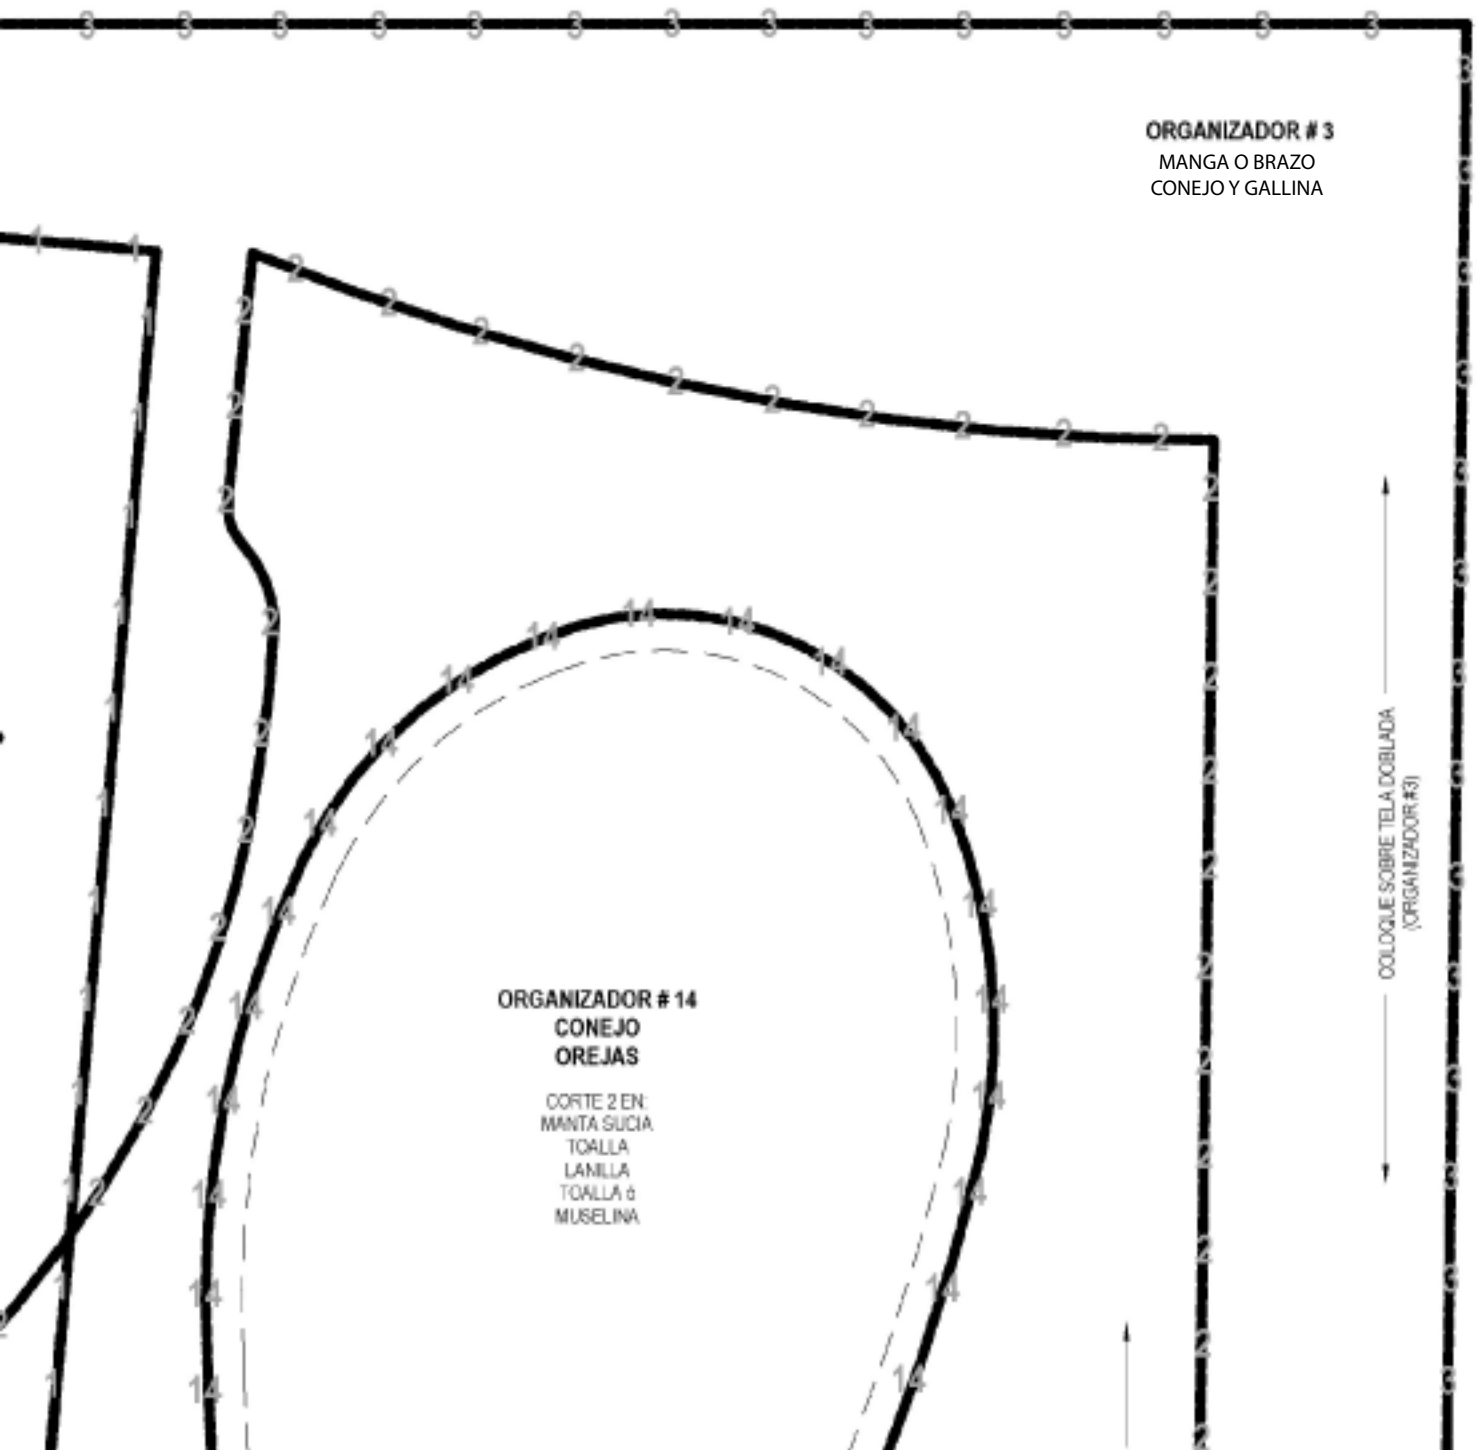 ORGANIZADOR # 3
MANGA O BRAZO
CONEJO Y GALLINA
COLOQUE SOBRE TELA DOBLADA
(ORGANIZADOR #3)
ORGANIZADOR # 14
CONEJO
OREJAS
CORTE 2 EN:
MANTA SUCIA
TOALLA
LANILLA
TOALLA ó
MUSELINA